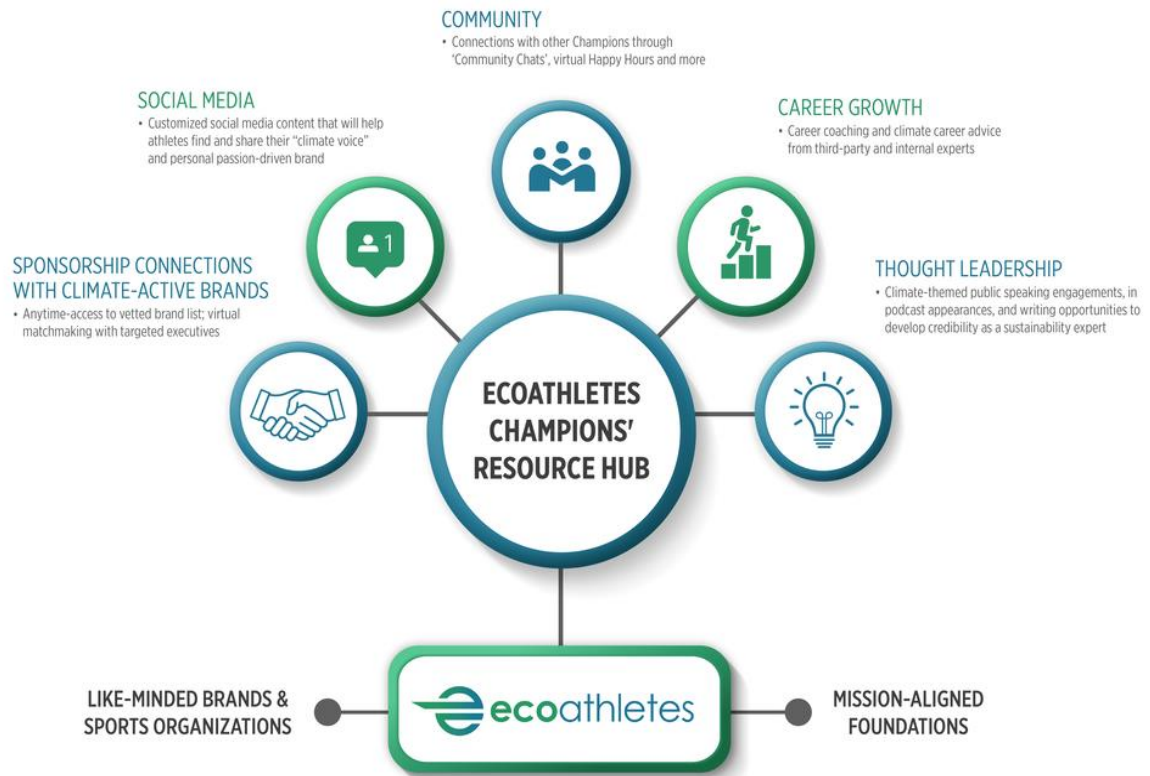 COMMUNITY
• Connections with other Champions through
‘Community Chats’, virtual Happy Hours and more
SOCIAL MEDIA
• Customized social media content that will help
athletes find and share their “climate voice”
and personal passion-driven brand
CAREER GROWTH
• Career coaching and climate career advice
from third-party and internal experts
1
SPONSORSHIP CONNECTIONS
WITH CLIMATE-ACTIVE BRANDS
• Anytime-access to vetted brand list; virtual
matchmaking with targeted executives
THOUGHT LEADERSHIP
• Climate-themed public speaking engagements, in
podcast appearances, and writing opportunities to
develop credibility as a sustainability expert
ECOATHLETES
CHAMPIONS'
RESOURCE HUB
LIKE-MINDED BRANDS &
SPORTS ORGANIZATIONS
ecoathletes
MISSION-ALIGNED
FOUNDATIONS